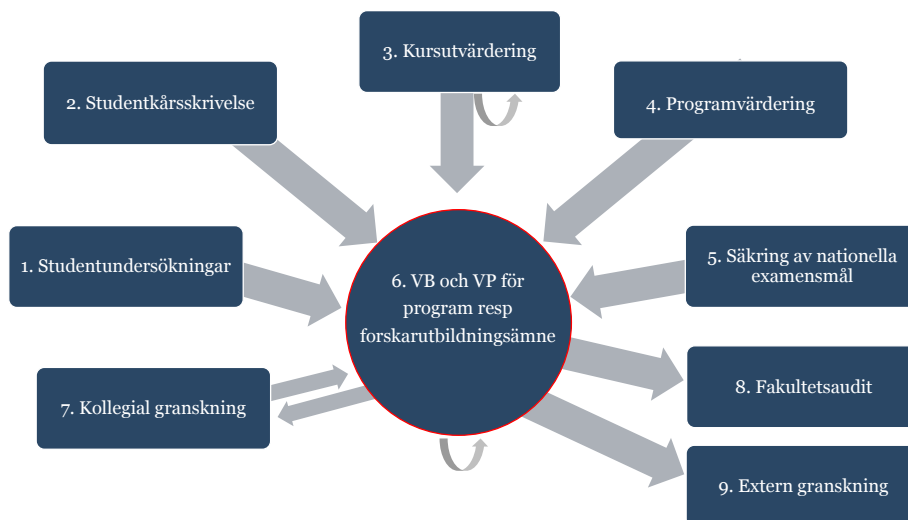 3. Kursutvärdering
2. Studentkårsskrivelse
4. Programvärdering
1. Studentundersökningar
6. VB och VP för
program resp
forskarutbildningsämne
5. Säkring av nationella
examensmål
7. Kollegial granskning
8. Fakultetsaudit
9. Extern granskning